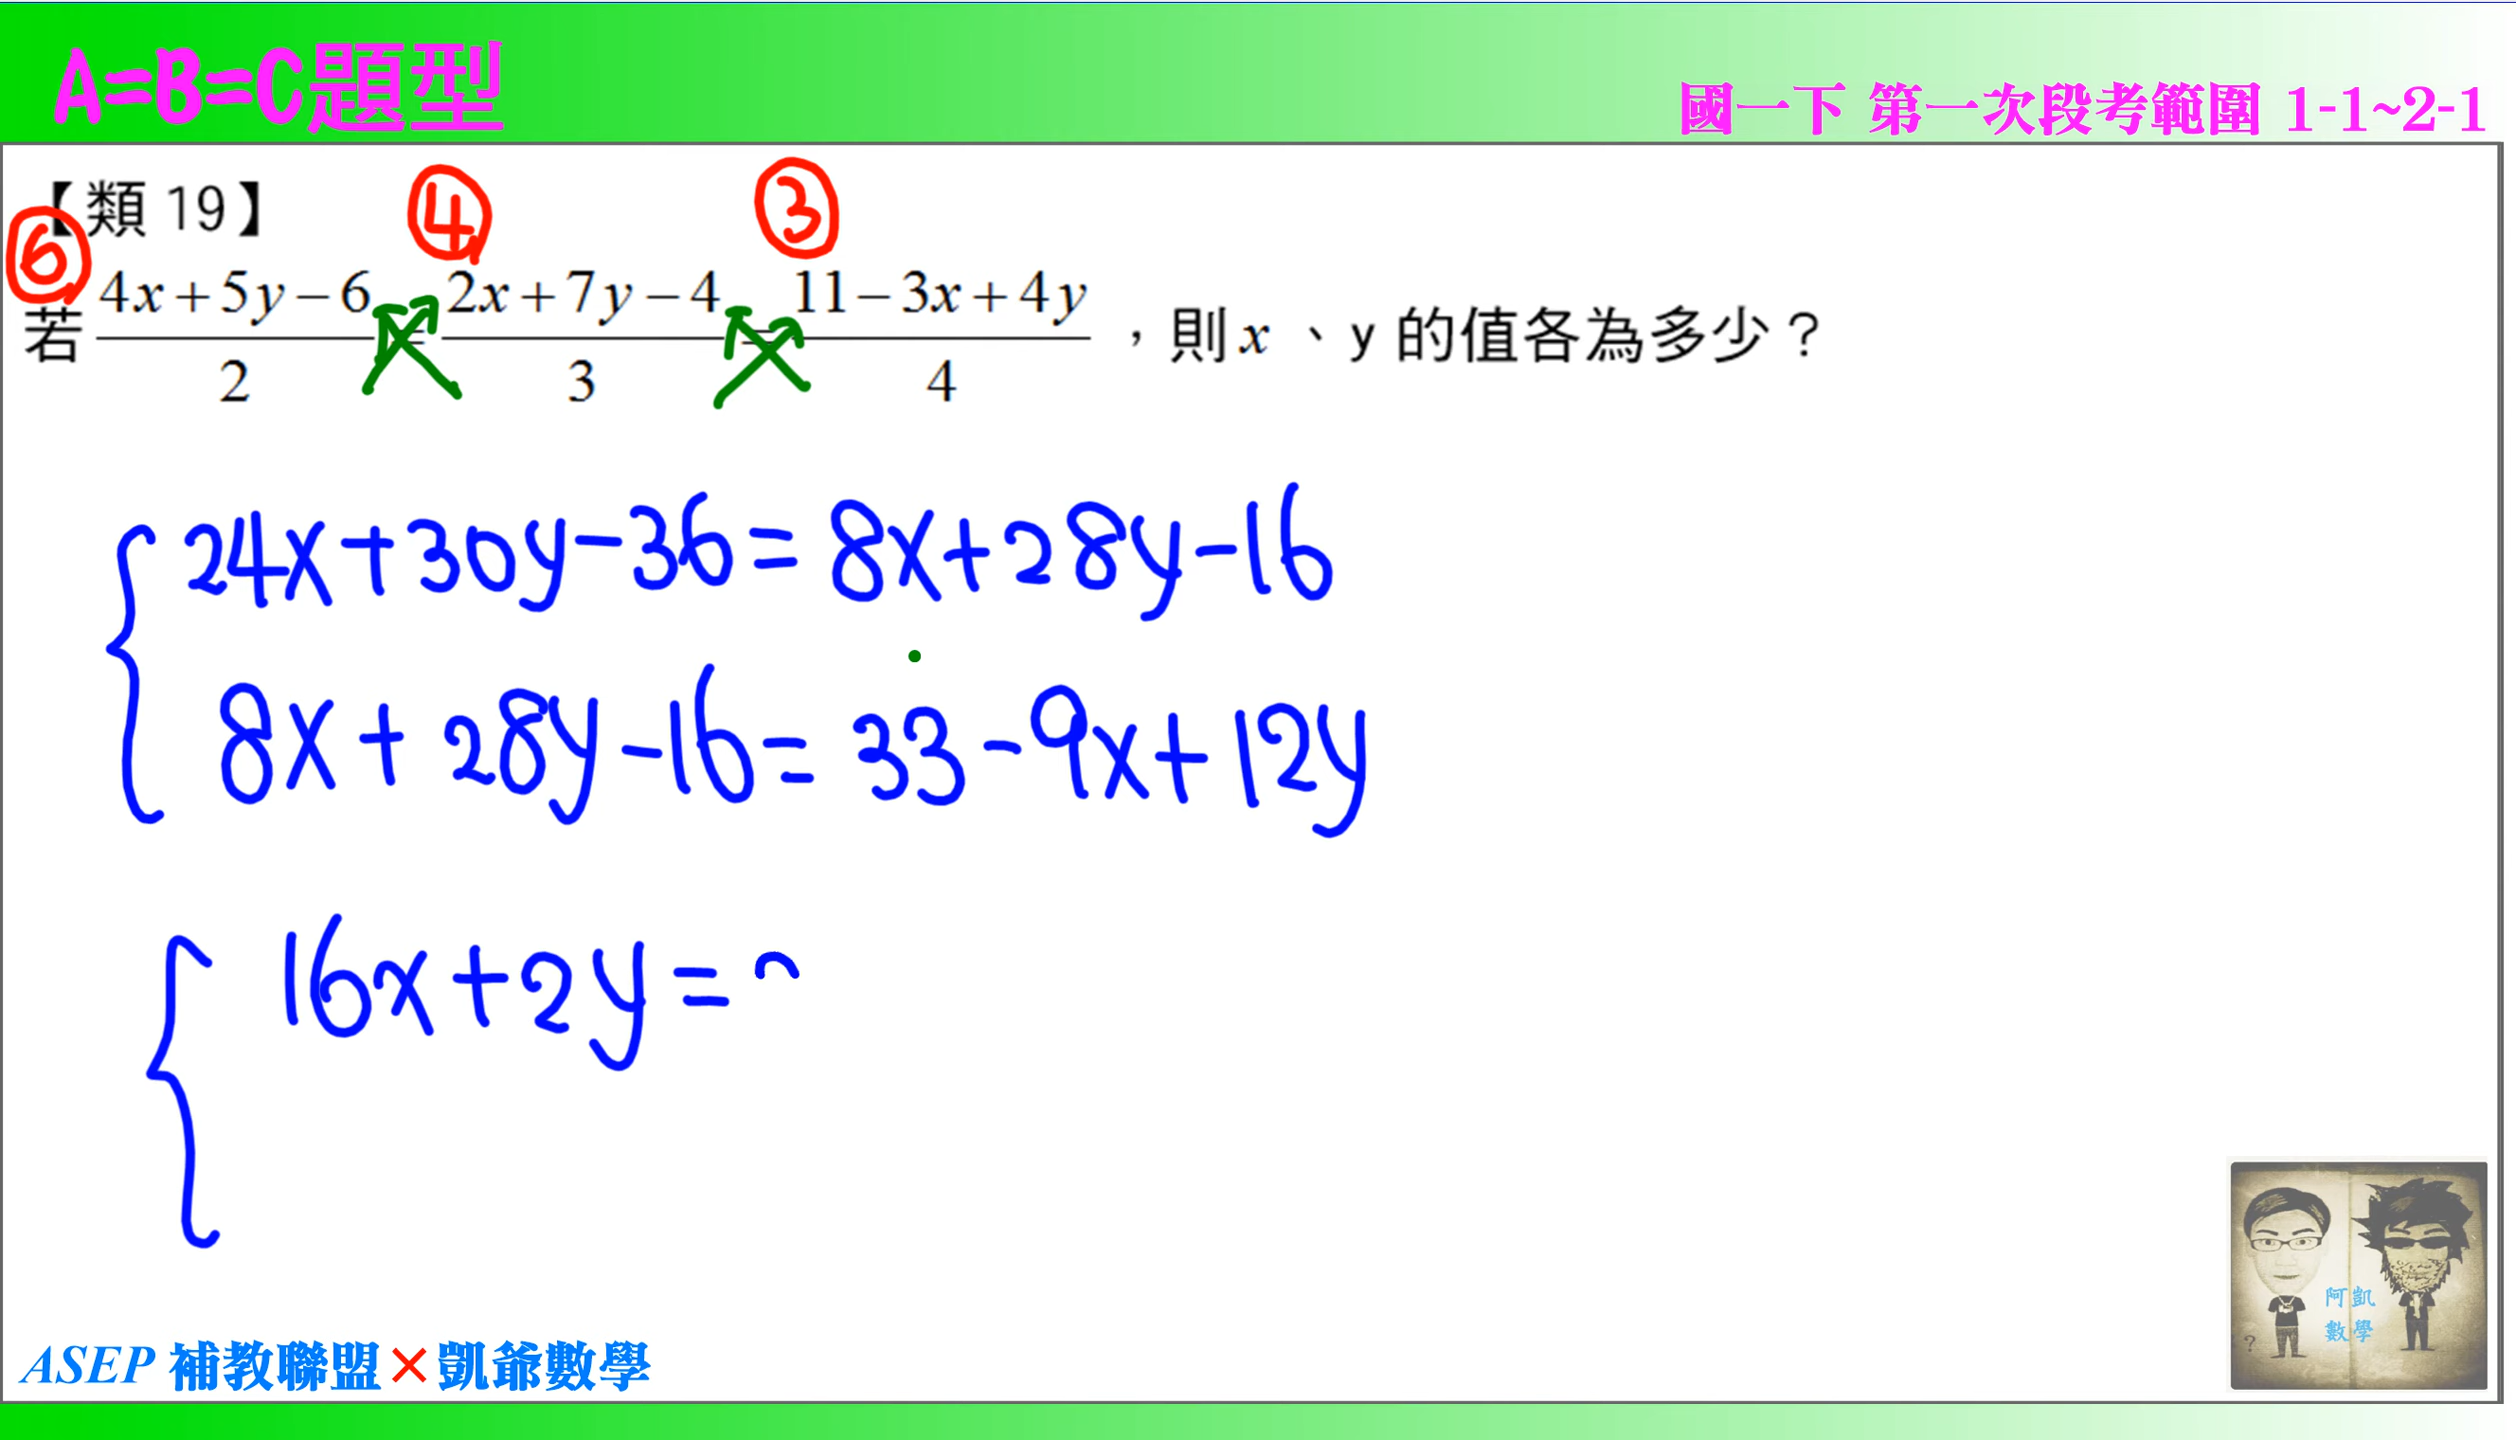 A=B=C題型
國一下 第一次段考範圍 1-1~2-1
【類 19】
⑥ ④ ③
若 (4x+5y−6)/2 = (2x+7y−4)/3 = (11−3x+4y)/4 ，則 x 、y 的值各為多少？
24x+30y-36=8x+28y-16
8x+28y-16=33-9x+12y
16x+2y=
阿凱
數學
?
ASEP 補教聯盟×凱爺數學